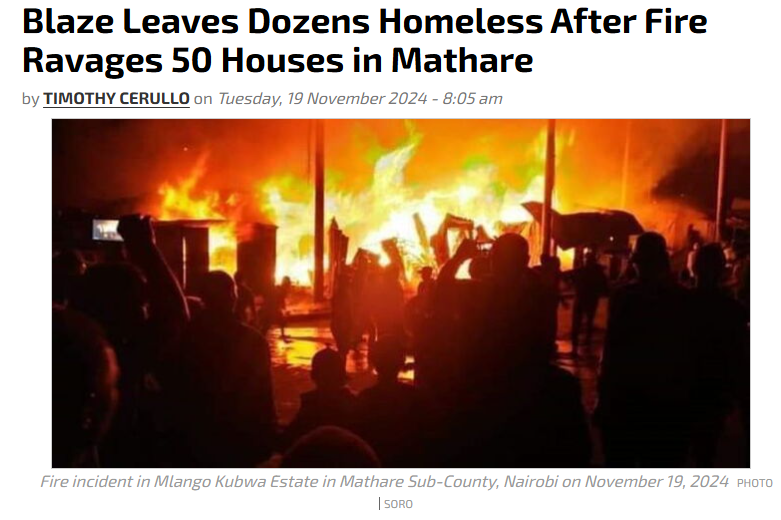 Blaze Leaves Dozens Homeless After Fire
Ravages 50 Houses in Mathare
by TIMOTHY CERULLO on Tuesday, 19 November 2024 - 8:05 am
Fire incident in Mlango Kubwa Estate in Mathare Sub-County, Nairobi on November 19, 2024 PHOTO
| SORO